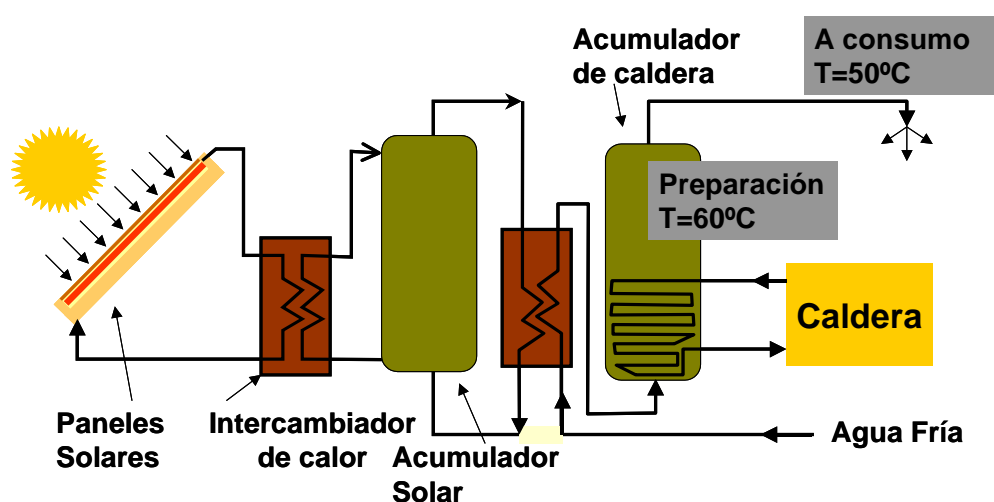 Acumulador
de caldera
A consumo
T=50ºC
Preparación
T=60ºC
Caldera
Paneles
Solares
Intercambiador
de calor
Acumulador
Solar
Agua Fría